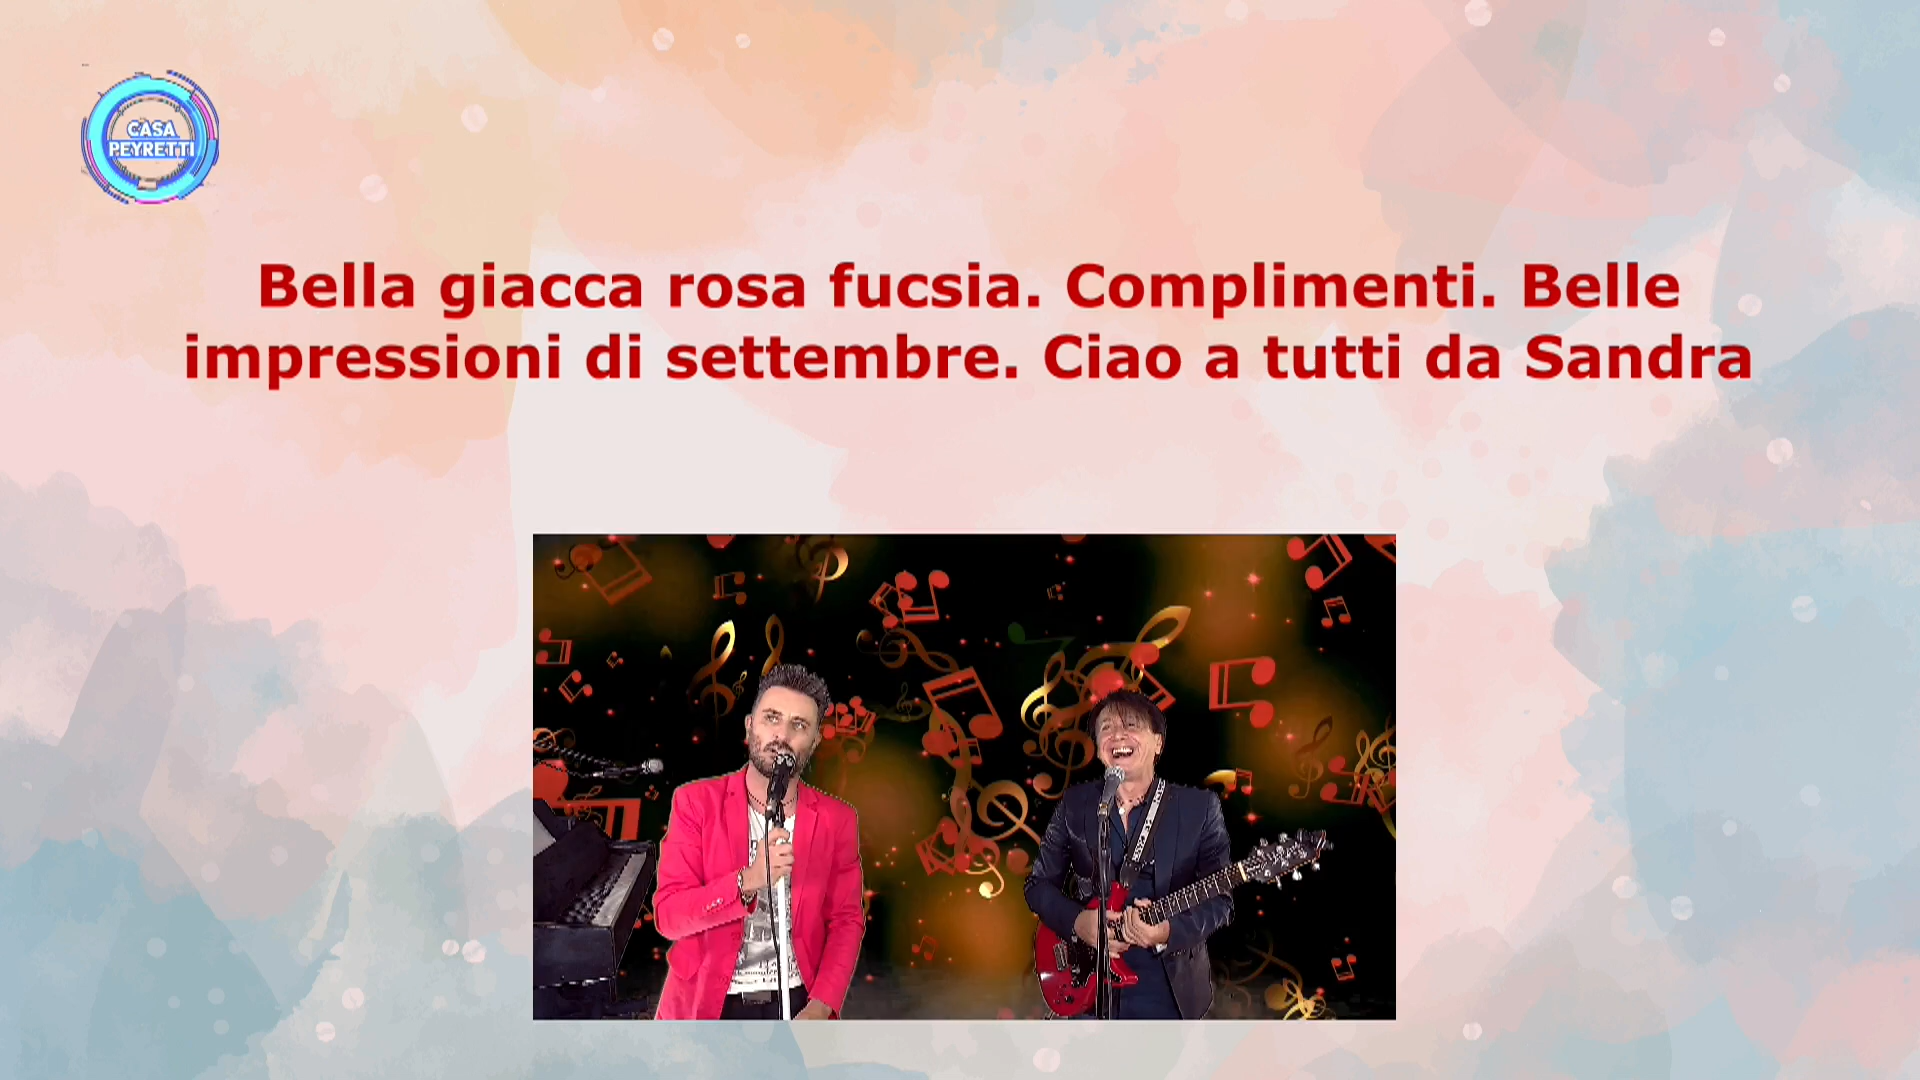 CASA
PEYRETTI
Bella giacca rosa fucsia. Complimenti. Belle
impressioni di settembre. Ciao a tutti da Sandra